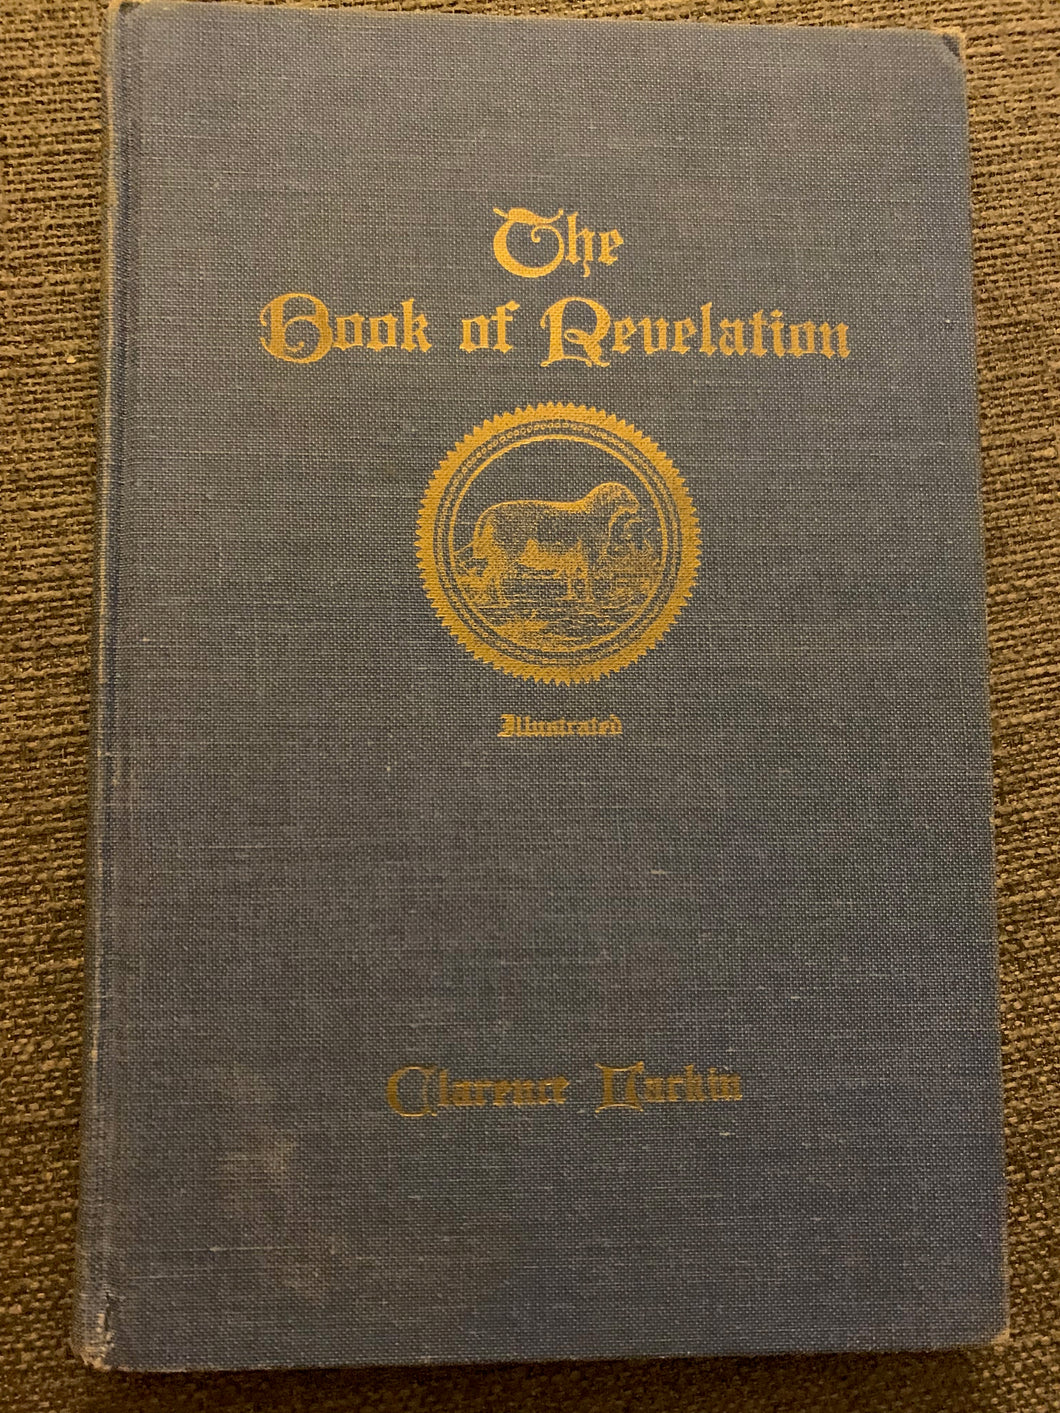 The
Book of Revelation
Illustrated
Clarence Larkin